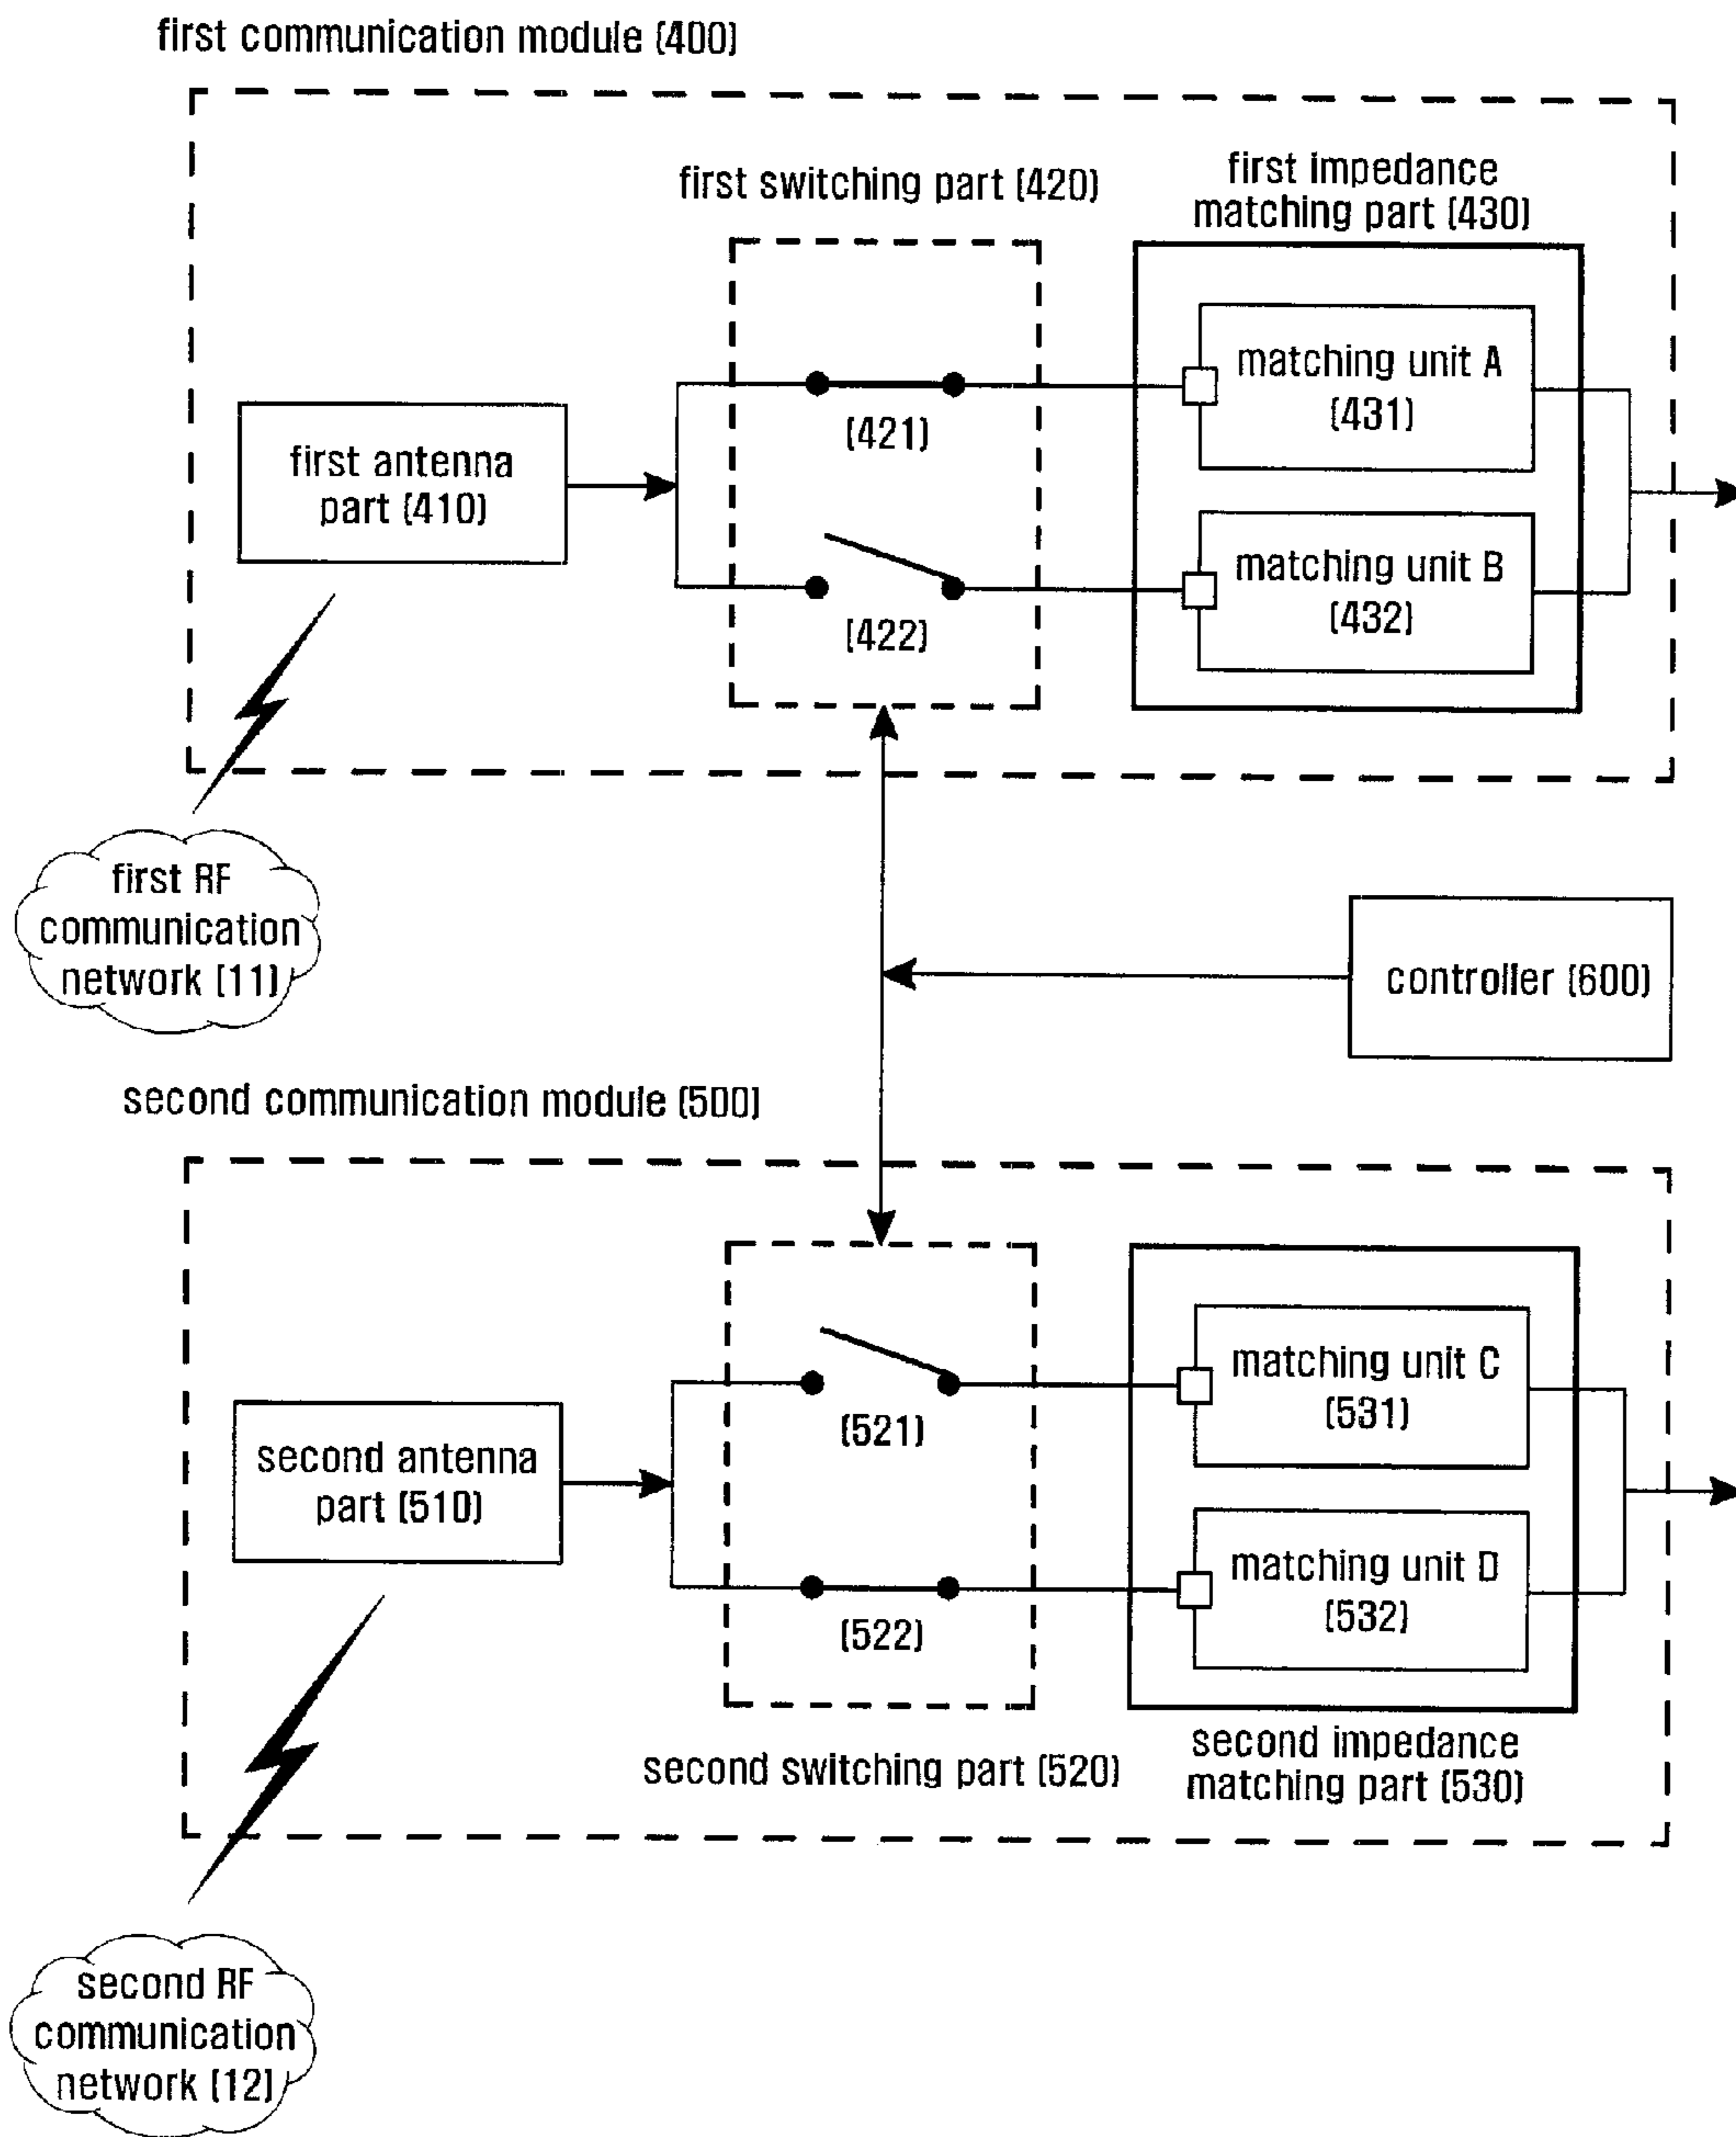 first communication module (400)
first switching part (420)
first impedance
matching part (430)
matching unit A
(431)
(421)
first antenna
part (410)
matching unit B
(432)
(422)
first RF
communication
network (11)
controller (600)
second communication module (500)
matching unit C
(531)
(521)
second antenna
part (510)
matching unit D
(532)
(522)
second switching part (520)
second impedance
matching part (530)
second RF
communication
network (12)